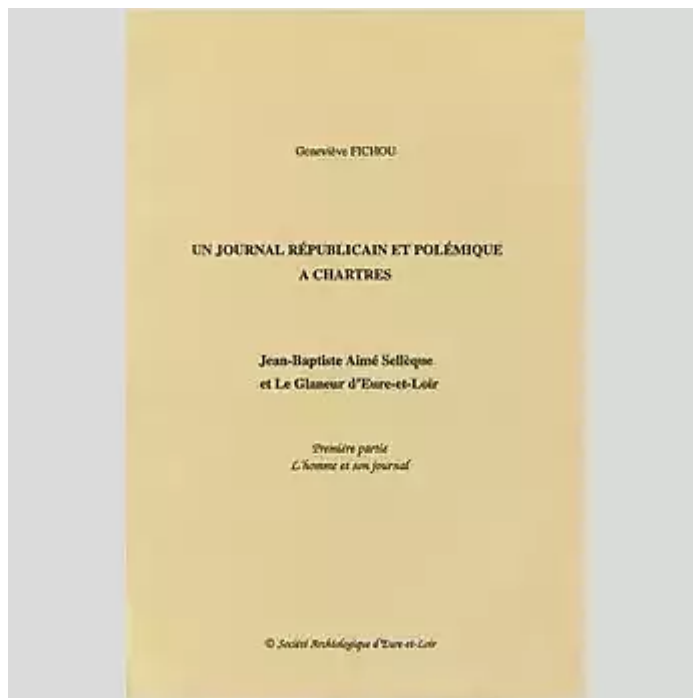 Geneviève FICHOU
UN JOURNAL RÉPUBLICAIN ET POLÉMIQUE
A CHARTRES
Jean-Baptiste Aimé Sellèque
et Le Glaneur d'Eure-et-Loir
Première partie
L'homme et son journal
© Société Archéologique d'Eure-et-Loir